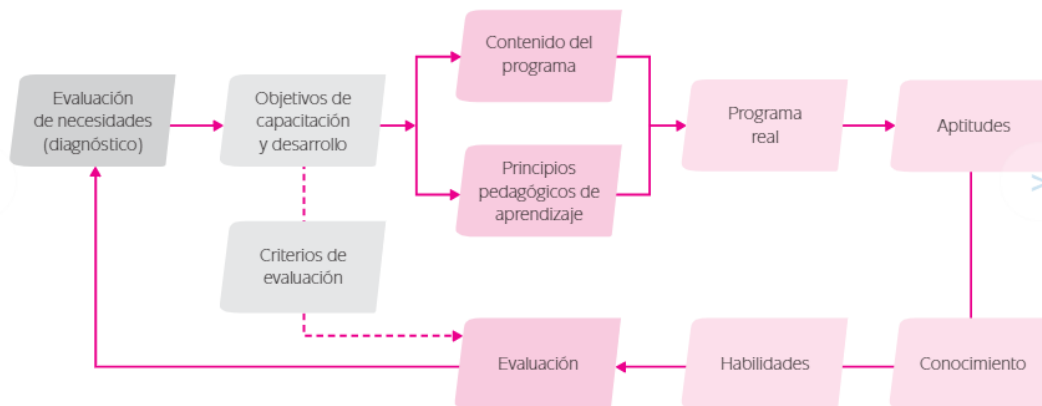 Evaluación
de necesidades
(diagnóstico)
Objetivos de
capacitación
y desarrollo
Contenido del
programa
Principios
pedagógicos de
aprendizaje
Programa
real
Aptitudes
Criterios de
evaluación
Evaluación
Habilidades
Conocimiento